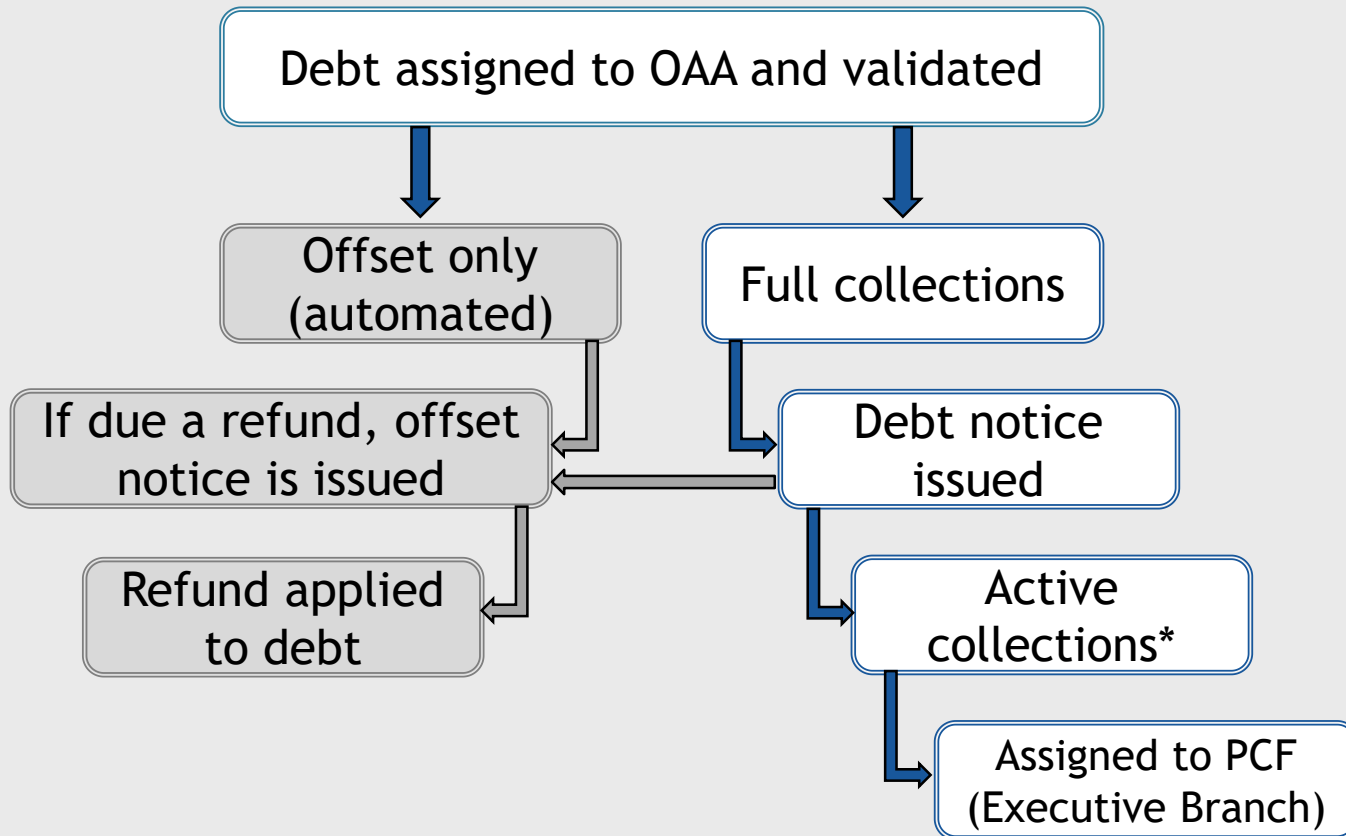 Debt assigned to OAA and validated
Offset only
(automated)
Full collections
If due a refund, offset
notice is issued
Debt notice
issued
Refund applied
to debt
Active
collections*
Assigned to PCF
(Executive Branch)